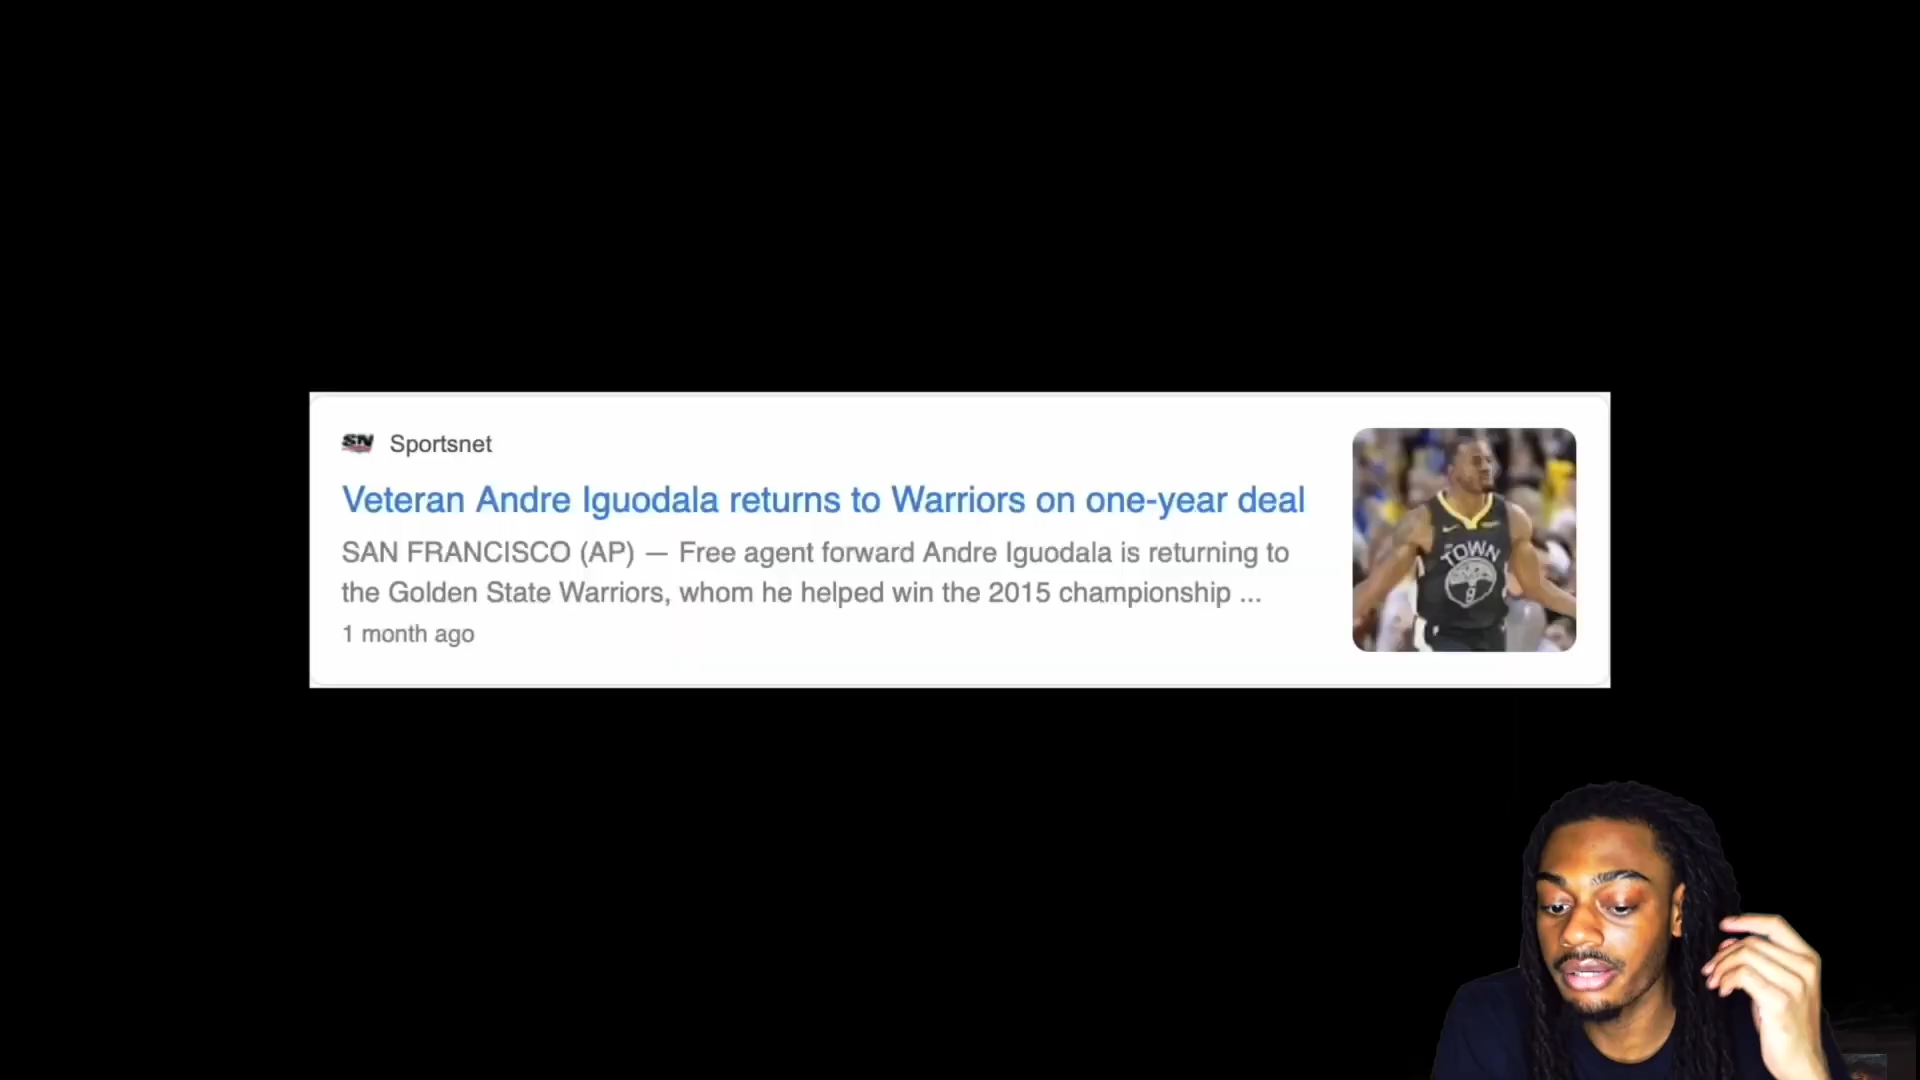 SN Sportsnet
Veteran Andre Iguodala returns to Warriors on one-year deal
SAN FRANCISCO (AP) — Free agent forward Andre Iguodala is returning to
the Golden State Warriors, whom he helped win the 2015 championship ...
1 month ago
TOWN
9